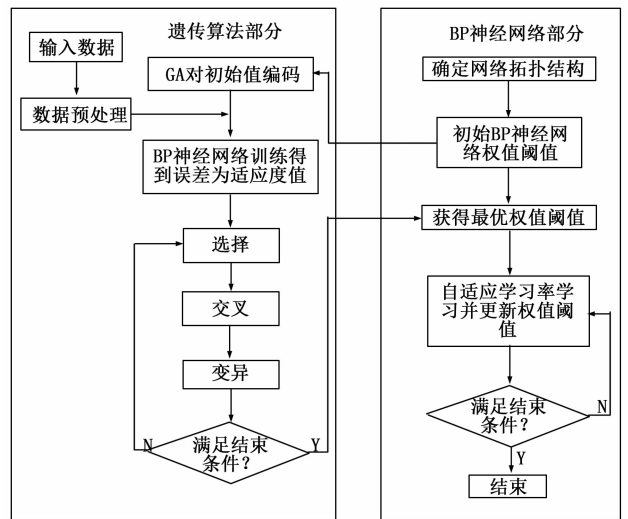 遗传算法部分
输入数据
GA对初始值编码
数据预处理
BP神经网络训练得
到误差为适应度值
选择
交叉
变异
满足结束
条件?
N
Y
BP神经网络部分
确定网络拓扑结构
初始BP神经网
络权值阈值
获得最优权值阈值
自适应学习率学
习并更新权值阈
值
满足结束
条件?
N
Y
结束